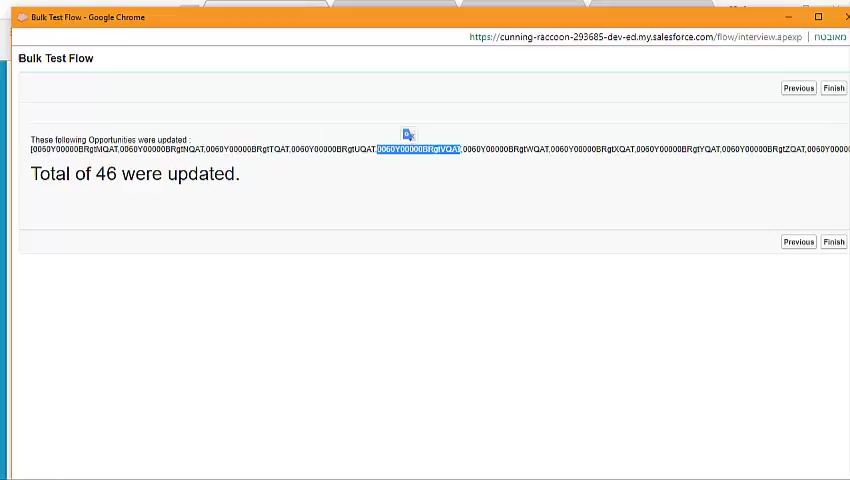 Bulk Test Flow - Google Chrome
מאובטח https://cunning-raccoon-293685-dev-ed.my.salesforce.com/flow/interview.apexp
Bulk Test Flow
Previous Finish
These following Opportunities were updated :
[0060Y00000BRgtMQAT,0060Y00000BRgtNQAT,0060Y00000BRgtTQAT,0060Y00000BRgtUQAT,0060Y00000BRgtVQAT,0060Y00000BRgtWQAT,0060Y00000BRgtXQAT,0060Y00000BRgtYQAT,0060Y00000BRgtZQAT,0060Y00000
Total of 46 were updated.
Previous Finish